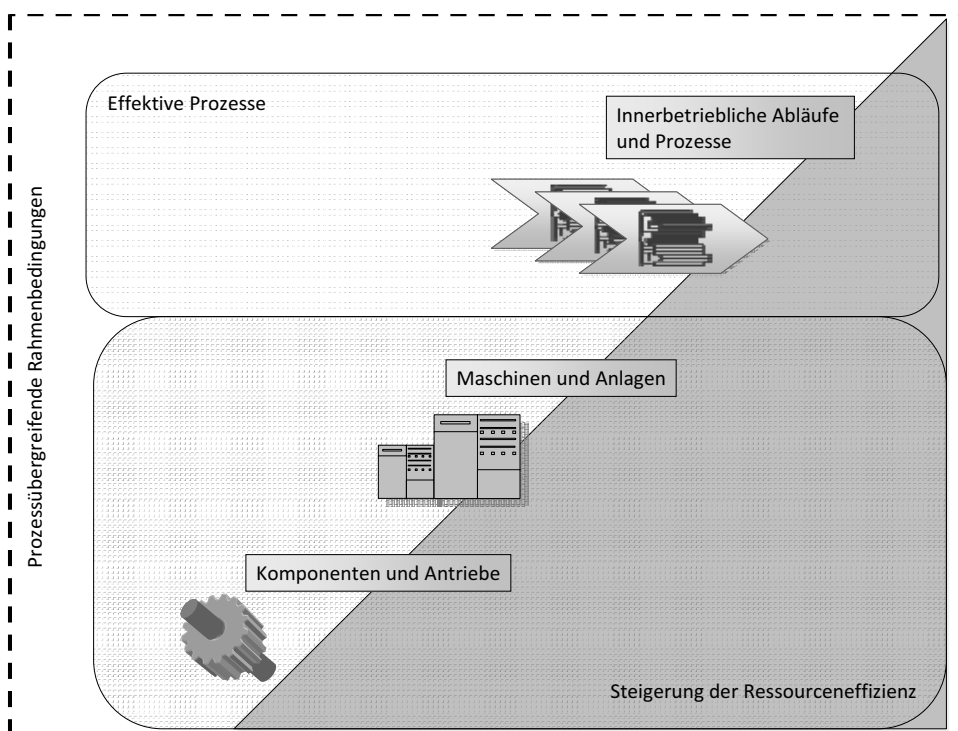 Effektive Prozesse
Innerbetriebliche Abläufe
und Prozesse
Prozessübergreifende Rahmenbedingungen
Maschinen und Anlagen
Komponenten und Antriebe
Steigerung der Ressourceneffizienz